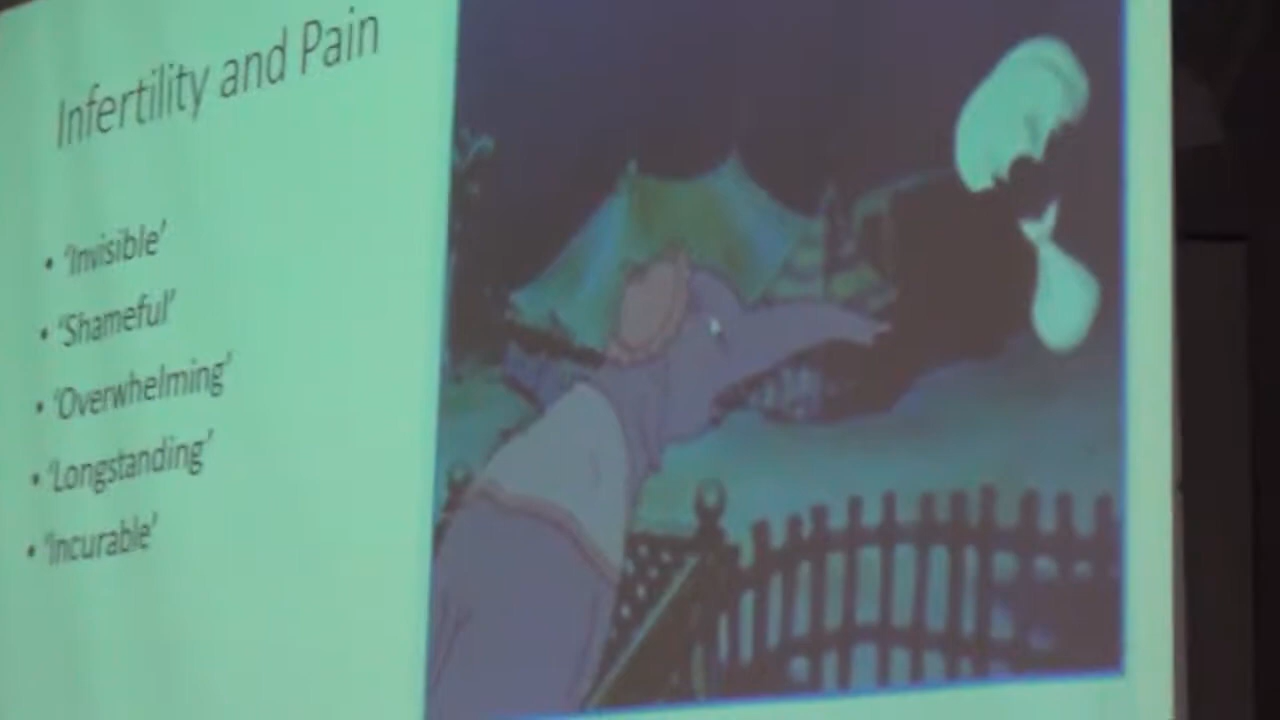 Infertility and Pain
• 'Invisible'
• 'Shameful'
• 'Overwhelming'
• 'Longstanding'
• 'Incurable'